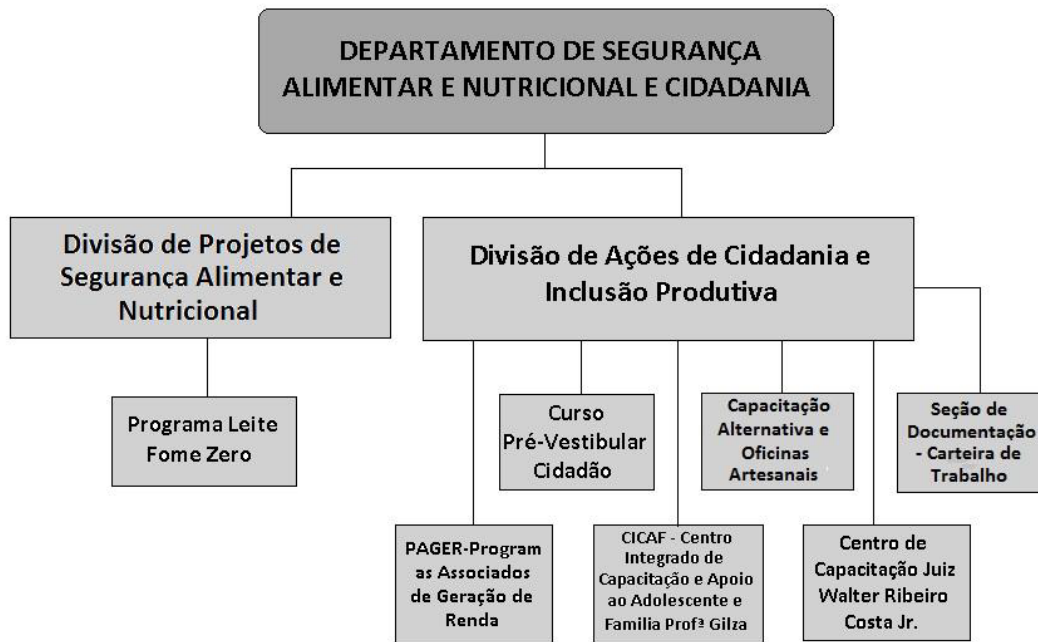 DEPARTAMENTO DE SEGURANÇA
ALIMENTAR E NUTRICIONAL E CIDADANIA
Divisão de Projetos de
Segurança Alimentar e
Nutricional
Divisão de Ações de Cidadania e
Inclusão Produtiva
Programa Leite
Fome Zero
Curso
Pré-Vestibular
Cidadão
Capacitação
Alternativa e
Oficinas
Artesanais
Seção de
Documentação
- Carteira de
Trabalho
PAGER-Program
as Associados
de Geração de
Renda
CICAF - Centro
Integrado de
Capacitação e Apoio
ao Adolescente e
Familia Profª Gilza
Centro de
Capacitação Juiz
Walter Ribeiro
Costa Jr.